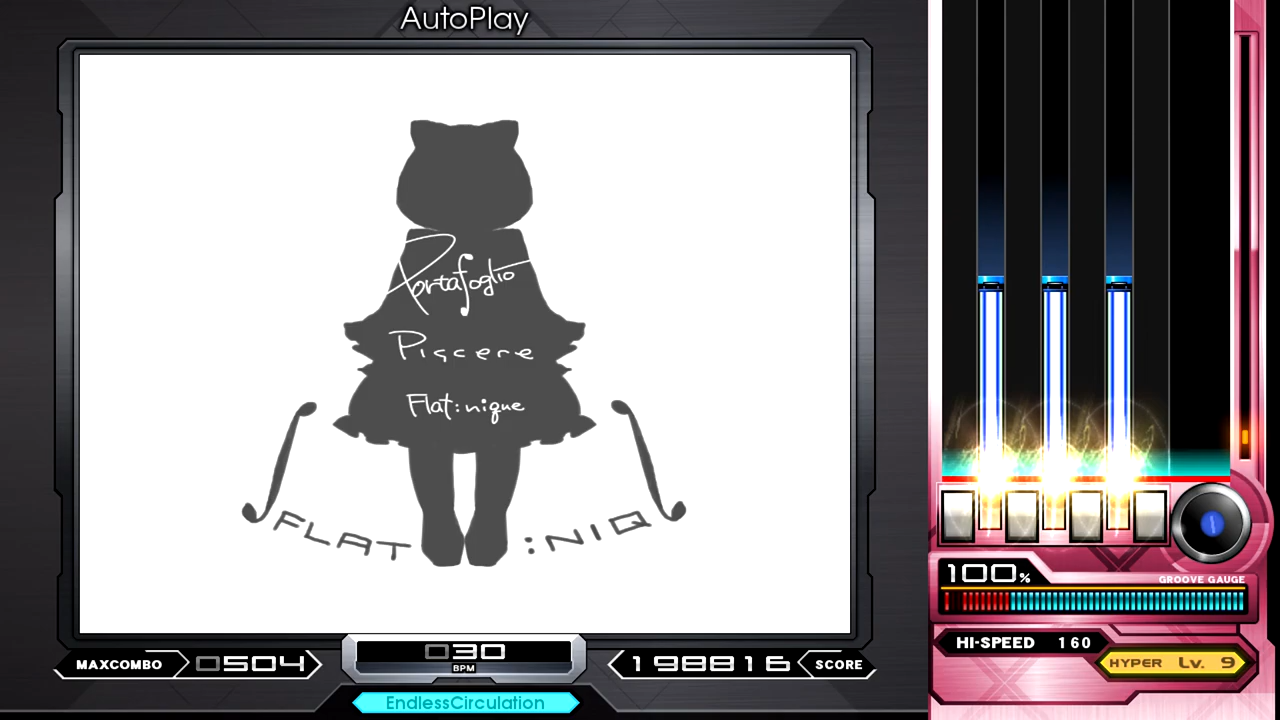 AutoPlay
Portafoglio
Piacere
Flat:nique
FLAT :NIQ
100%
GROOVE GAUGE
HI-SPEED 160
HYPER Lv. 9
MAXCOMBO 0504
030
BPM
198816 SCORE
EndlessCirculation